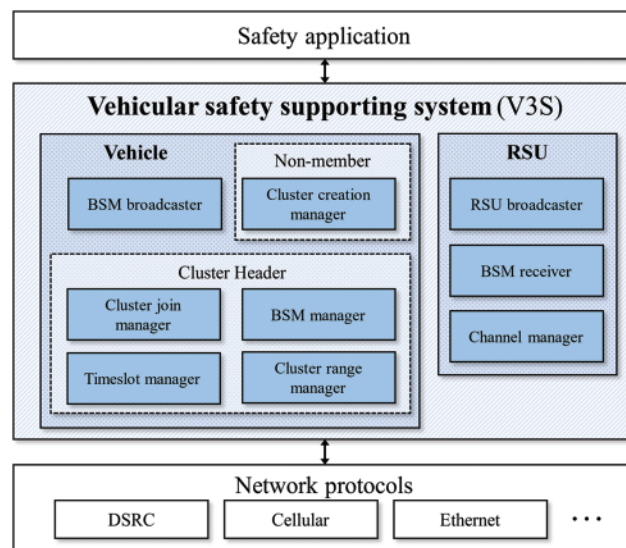 Safety application
Vehicular safety supporting system (V3S)
Vehicle
Non-member
BSM broadcaster
Cluster creation
manager
Cluster Header
Cluster join
manager
BSM manager
Timeslot manager
Cluster range
manager
RSU
RSU broadcaster
BSM receiver
Channel manager
Network protocols
DSRC
Cellular
Ethernet
...